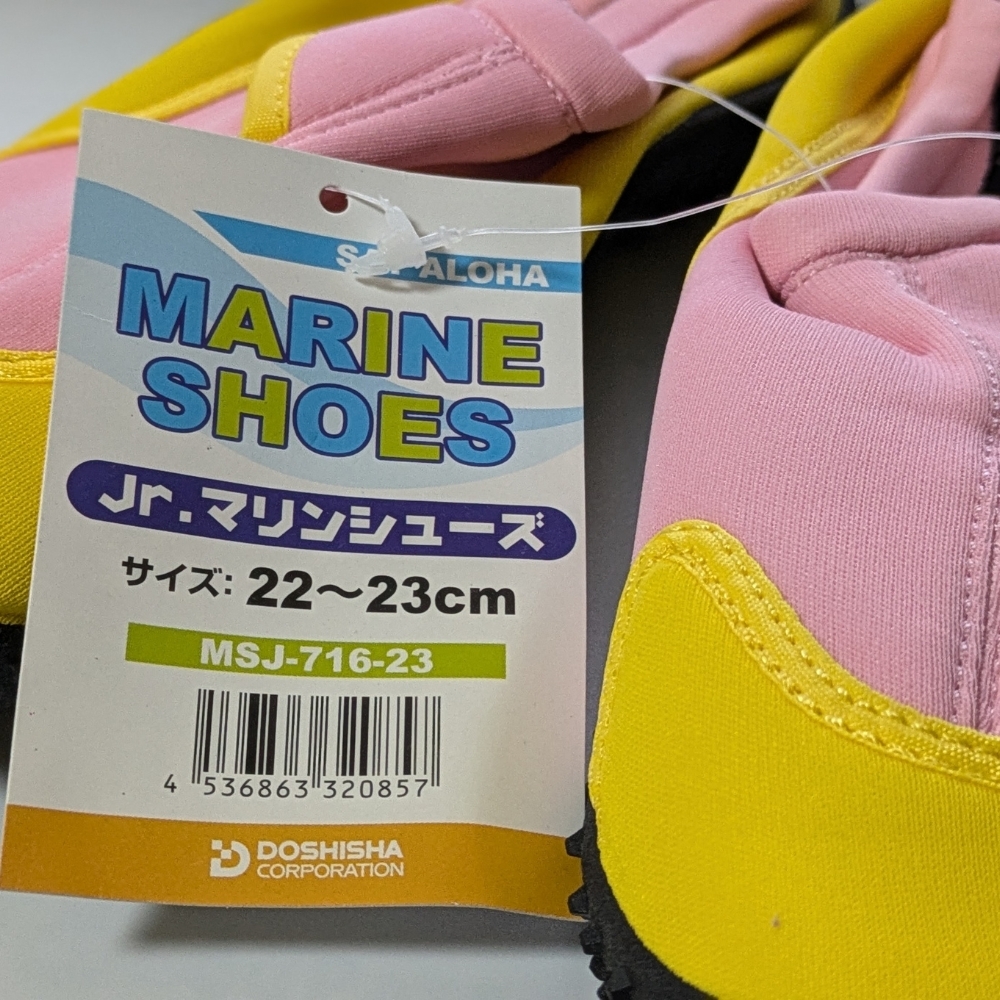 ALOHA
MARINE
SHOES
Jr.マリンシューズ
サイズ: 22～23cm
MSJ-716-23
4 536863 320857
DOSHISHA
CORPORATION